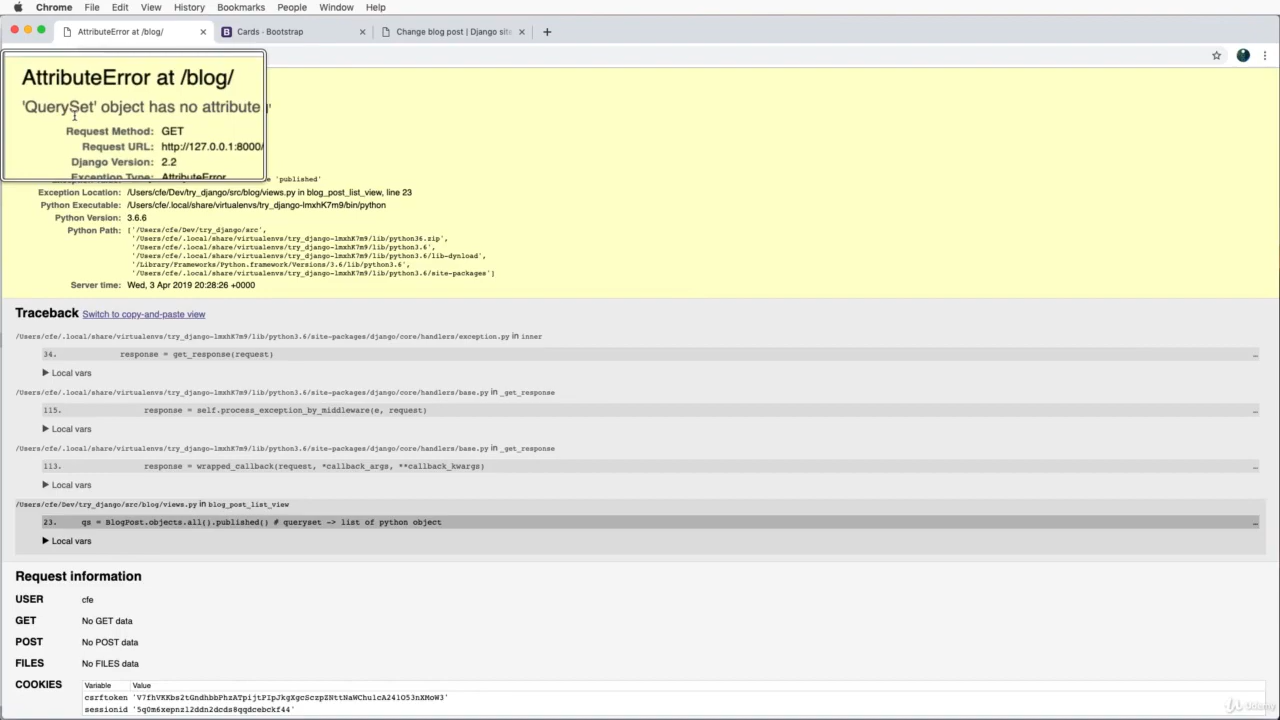 Chrome File Edit View History Bookmarks People Window Help
AttributeError at /blog/ Cards · Bootstrap Change blog post | Django site
AttributeError at /blog/
'QuerySet' object has no attribute
Request Method: GET
Request URL: http://127.0.0.1:8000/
Django Version: 2.2
Exception Type: AttributeError
'published'
Exception Location: /Users/cfe/Dev/try_django/src/blog/views.py in blog_post_list_view, line 23
Python Executable: /Users/cfe/.local/share/virtualenvs/try_django-lmxhK7m9/bin/python
Python Version: 3.6.6
Python Path: ['/Users/cfe/Dev/try_django/src',
'/Users/cfe/.local/share/virtualenvs/try_django-lmxhK7m9/lib/python36.zip',
'/Users/cfe/.local/share/virtualenvs/try_django-lmxhK7m9/lib/python3.6',
'/Users/cfe/.local/share/virtualenvs/try_django-lmxhK7m9/lib/python3.6/lib-dynload',
'/Library/Frameworks/Python.framework/Versions/3.6/lib/python3.6',
'/Users/cfe/.local/share/virtualenvs/try_django-lmxhK7m9/lib/python3.6/site-packages']
Server time: Wed, 3 Apr 2019 20:28:26 +0000
Traceback Switch to copy-and-paste view
/Users/cfe/.local/share/virtualenvs/try_django-lmxhK7m9/lib/python3.6/site-packages/django/core/handlers/exception.py in inner
34. response = get_response(request) …
▶ Local vars
/Users/cfe/.local/share/virtualenvs/try_django-lmxhK7m9/lib/python3.6/site-packages/django/core/handlers/base.py in _get_response
115. response = self.process_exception_by_middleware(e, request) …
▶ Local vars
/Users/cfe/.local/share/virtualenvs/try_django-lmxhK7m9/lib/python3.6/site-packages/django/core/handlers/base.py in _get_response
113. response = wrapped_callback(request, *callback_args, **callback_kwargs) …
▶ Local vars
/Users/cfe/Dev/try_django/src/blog/views.py in blog_post_list_view
23. qs = BlogPost.objects.all().published() # queryset -> list of python object …
▶ Local vars
Request information
USER cfe
GET No GET data
POST No POST data
FILES No FILES data
COOKIES Variable Value
csrftoken
sessionid '5q0m6xepnzl2ddn2dcds8qqdcebckf44'
Udemy